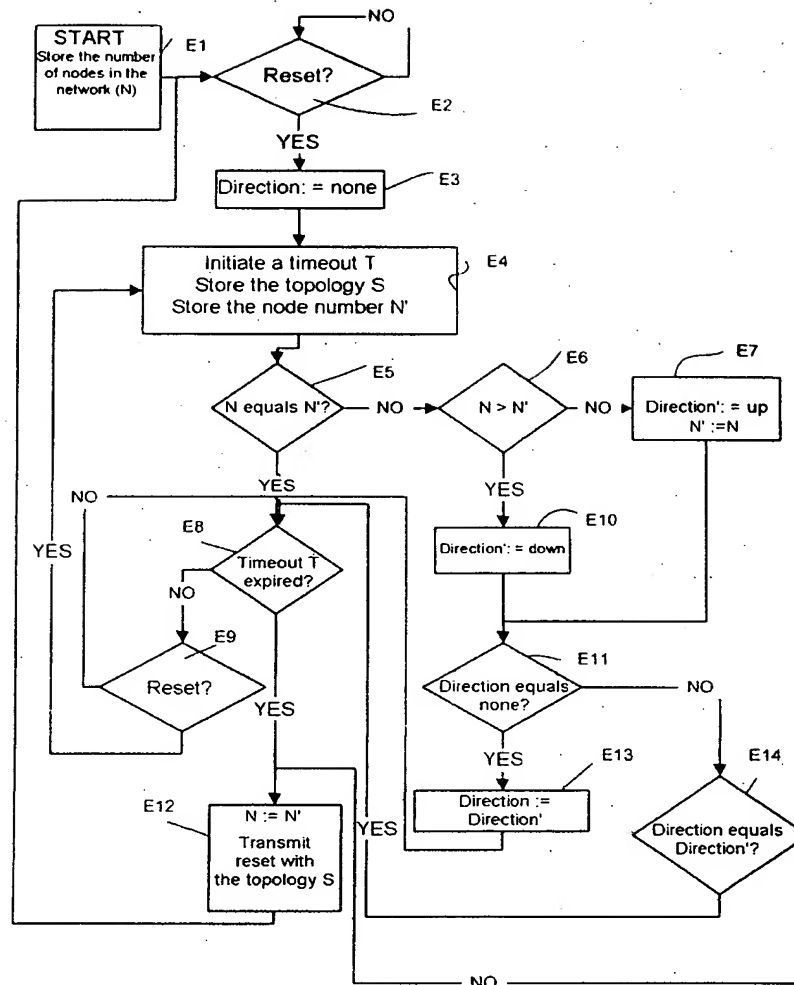 NO
START
Store the number
of nodes in the
network (N)
E1
Reset?
E2
YES
Direction: = none
E3
Initiate a timeout T
Store the topology S
Store the node number N'
E4
N equals N'?
E5
NO
N > N'
E6
NO
Direction': = up
N' :=N
E7
YES
YES
NO
YES
E8
Timeout T
expired?
Direction': = down
E10
NO
E9
Reset?
YES
Direction equals
none?
E11
NO
YES
E13
E14
E12
N := N'
Transmit
reset with
the topology S
YES
Direction :=
Direction'
Direction equals
Direction'?
NO